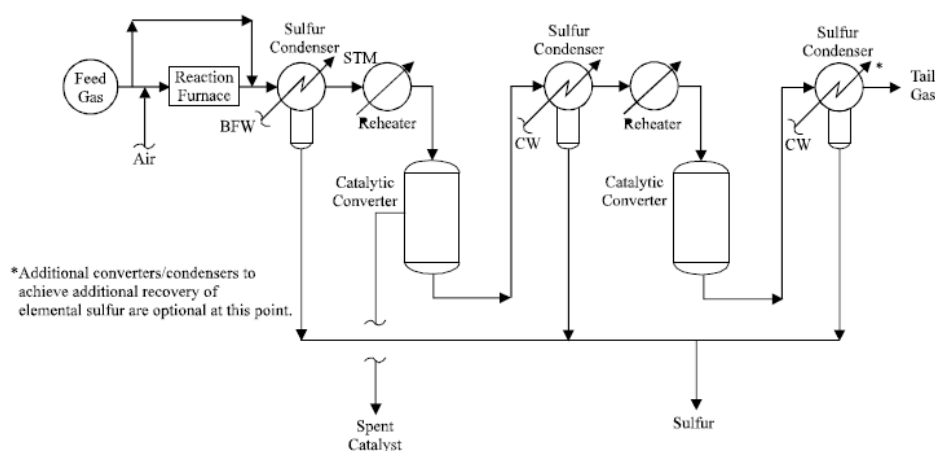 Sulfur
Condenser
STM
Feed
Gas
Reaction
Furnace
BFW
Reheater
Air
Catalytic
Converter
Sulfur
Condenser
CW
Reheater
Catalytic
Converter
Sulfur
Condenser
*
Tail
Gas
CW
*Additional converters/condensers to
achieve additional recovery of
elemental sulfur are optional at this point.
Spent
Catalyst
Sulfur